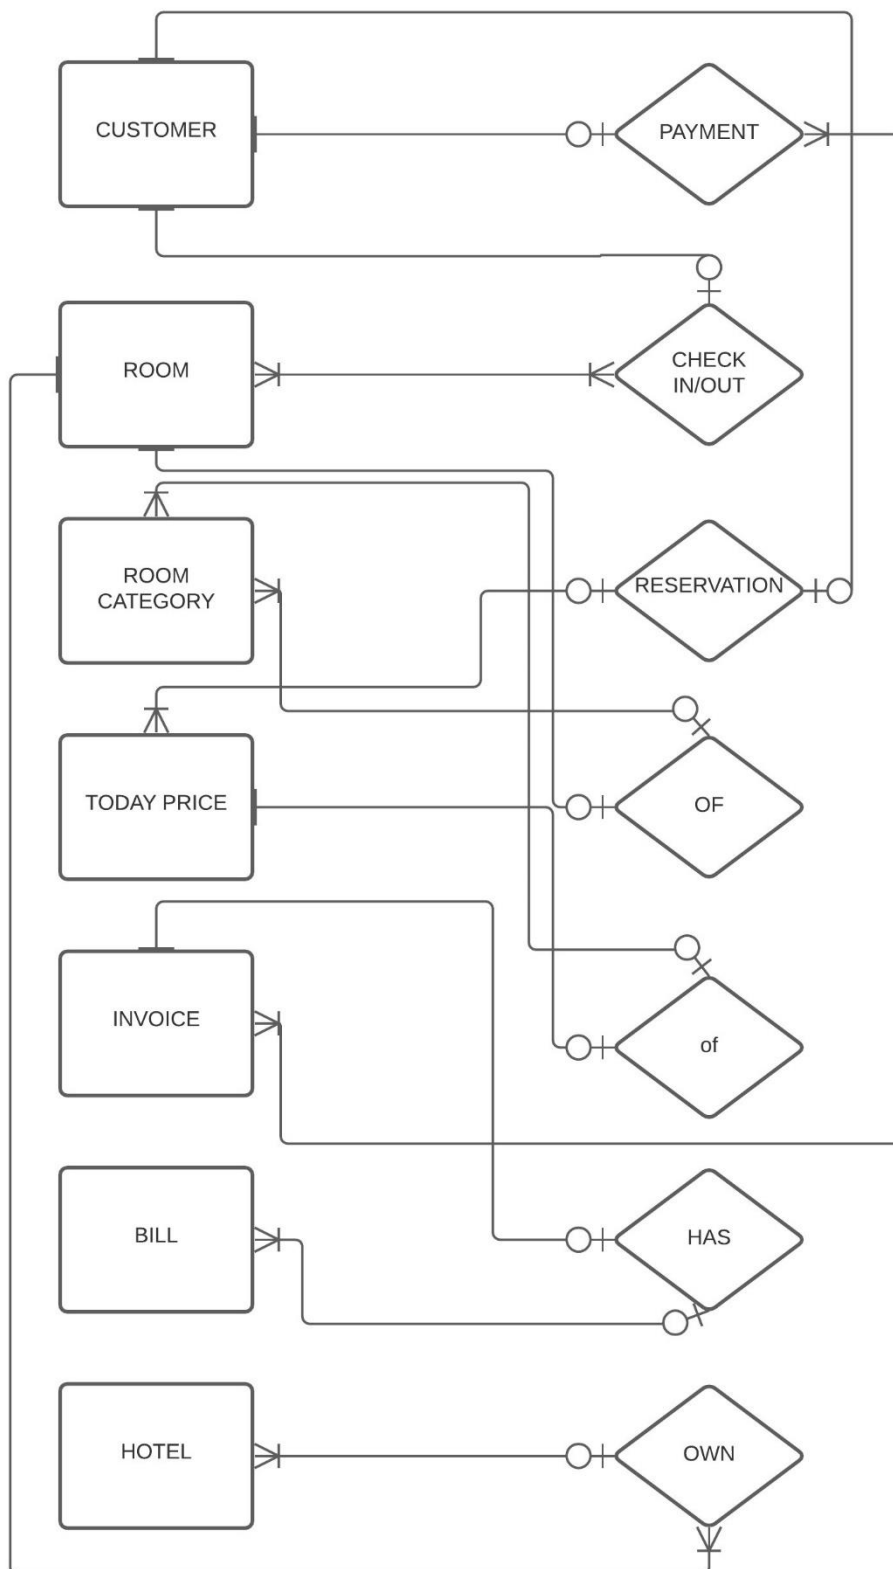 CUSTOMER
PAYMENT
ROOM
CHECK
IN/OUT
ROOM
CATEGORY
RESERVATION
TODAY PRICE
OF
INVOICE
of
BILL
HAS
HOTEL
OWN